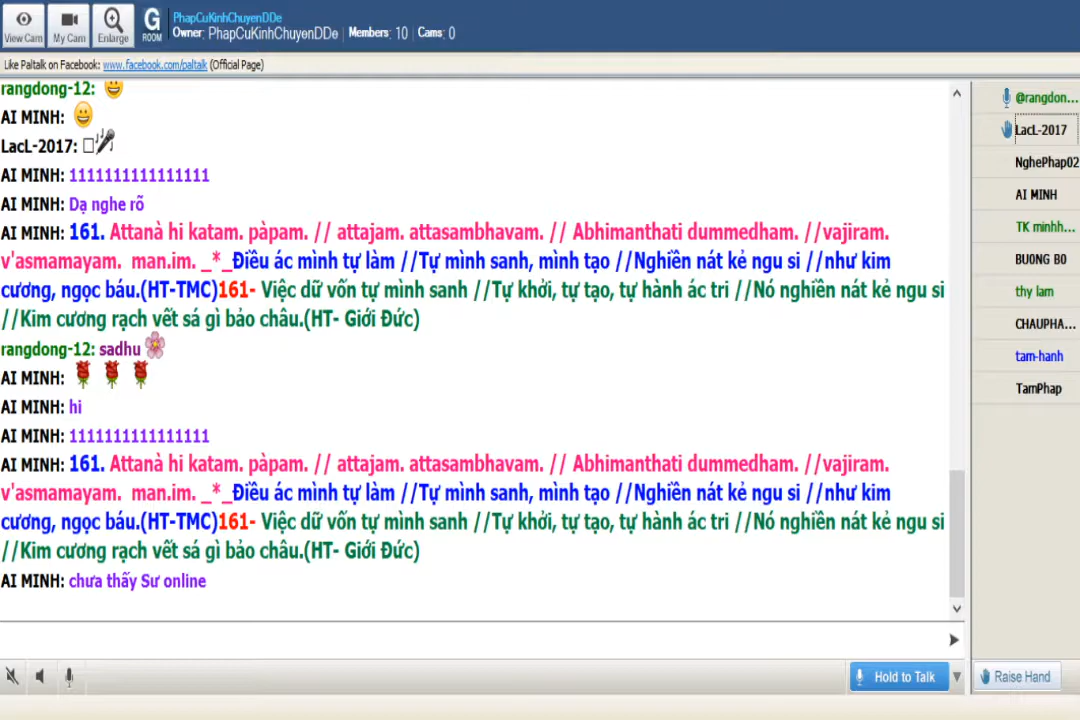 View Cam My Cam Enlarge G ROOM PhapCuKinhChuyenDDe
Owner: PhapCuKinhChuyenDDe | Members: 10 | Cams: 0
Like Paltalk on Facebook: www.facebook.com/paltalk (Official Page)
rangdong-12:
AI MINH:
LacL-2017:
AI MINH: 1111111111111111
AI MINH: Dạ nghe rõ
AI MINH: 161. Attanà hi katam. pàpam. // attajam. attasambhavam. // Abhimanthati dummedham. //vajiram.
v'asmamayam. man.im. _*_Điều ác mình tự làm //Tự mình sanh, mình tạo //Nghiền nát kẻ ngu si //như kim
cương, ngọc báu.(HT-TMC)161- Việc dữ vốn tự mình sanh //Tự khởi, tự tạo, tự hành ác tri //Nó nghiền nát kẻ ngu si
//Kim cương rạch vết sá gì bảo châu.(HT- Giới Đức)
rangdong-12: sadhu
AI MINH:
AI MINH: hi
AI MINH: 1111111111111111
AI MINH: 161. Attanà hi katam. pàpam. // attajam. attasambhavam. // Abhimanthati dummedham. //vajiram.
v'asmamayam. man.im. _*_Điều ác mình tự làm //Tự mình sanh, mình tạo //Nghiền nát kẻ ngu si //như kim
cương, ngọc báu.(HT-TMC)161- Việc dữ vốn tự mình sanh //Tự khởi, tự tạo, tự hành ác tri //Nó nghiền nát kẻ ngu si
//Kim cương rạch vết sá gì bảo châu.(HT- Giới Đức)
AI MINH: chưa thấy Sư online
@rangdon...
LacL-2017
NghePhap02
AI MINH
TK minhh...
BUONG BO
thy lam
CHAUPHA...
tam-hanh
TamPhap
Hold to Talk
Raise Hand